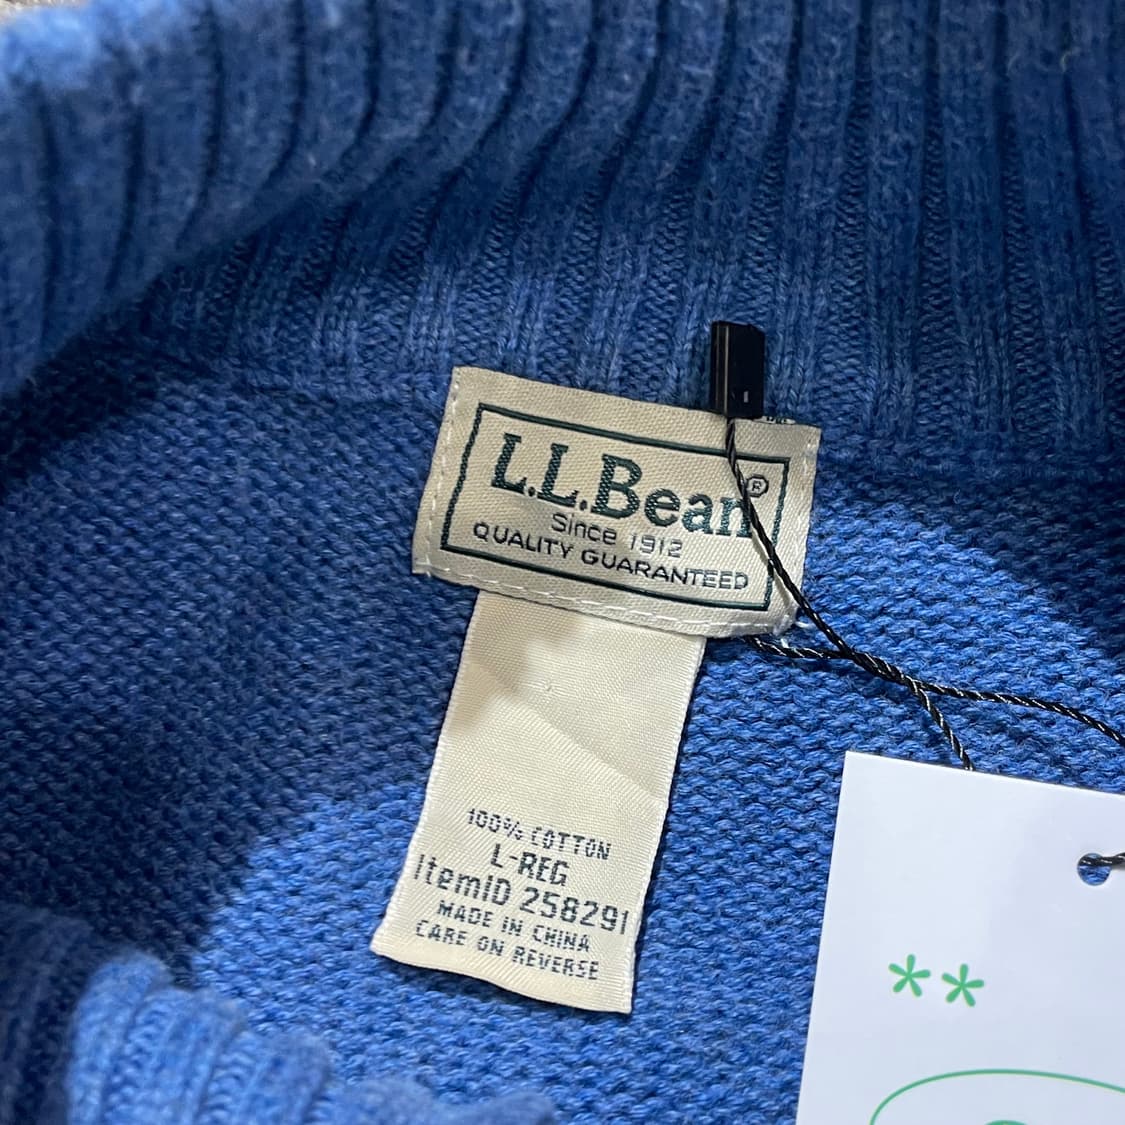 L.L.Bean®
Since 1912
QUALITY GUARANTEED
100% COTTON
L-REG
ItemID 258291
MADE IN CHINA
CARE ON REVERSE
**